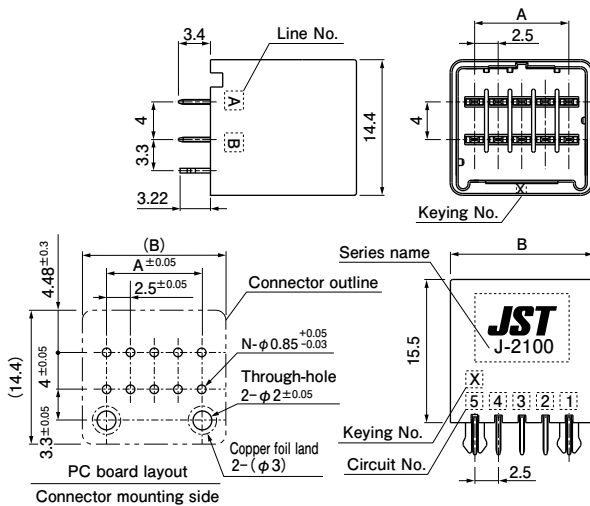 3.4
Line No.
A
B
4
3.3
3.22
14.4
A
2.5
4
X
Keying No.
(B)
A±0.05
2.5±0.05
4.48±0.3
(14.4)
4±0.05
3.3±0.05
Connector outline
N-φ0.85 +0.05 -0.03
Through-hole
2-φ2±0.05
Copper foil land
2-(φ3)
PC board layout
Connector mounting side
Series name
B
15.5
JST
J-2100
X
5 4 3 2 1
Keying No.
Circuit No.
2.5